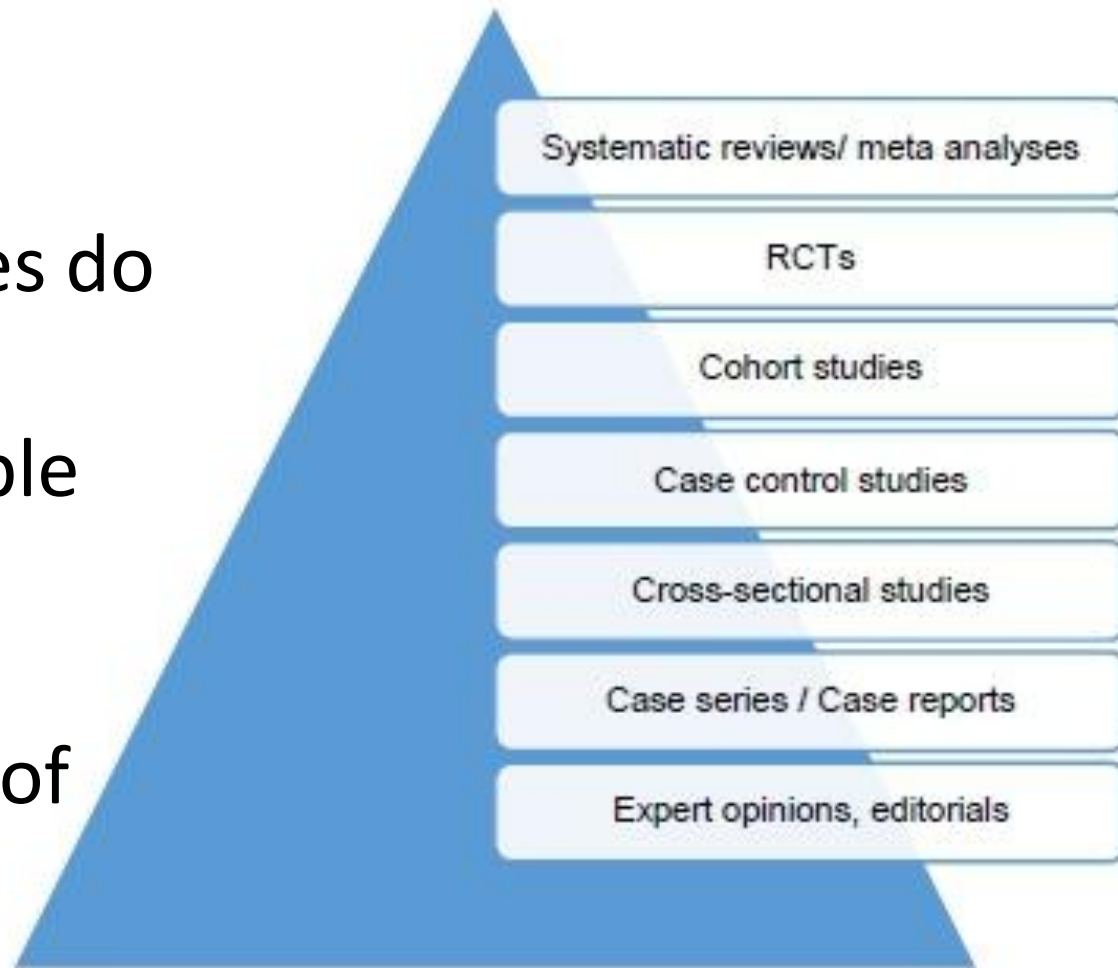 es do
ple
of
Systematic reviews/ meta analyses
RCTs
Cohort studies
Case control studies
Cross-sectional studies
Case series / Case reports
Expert opinions, editorials